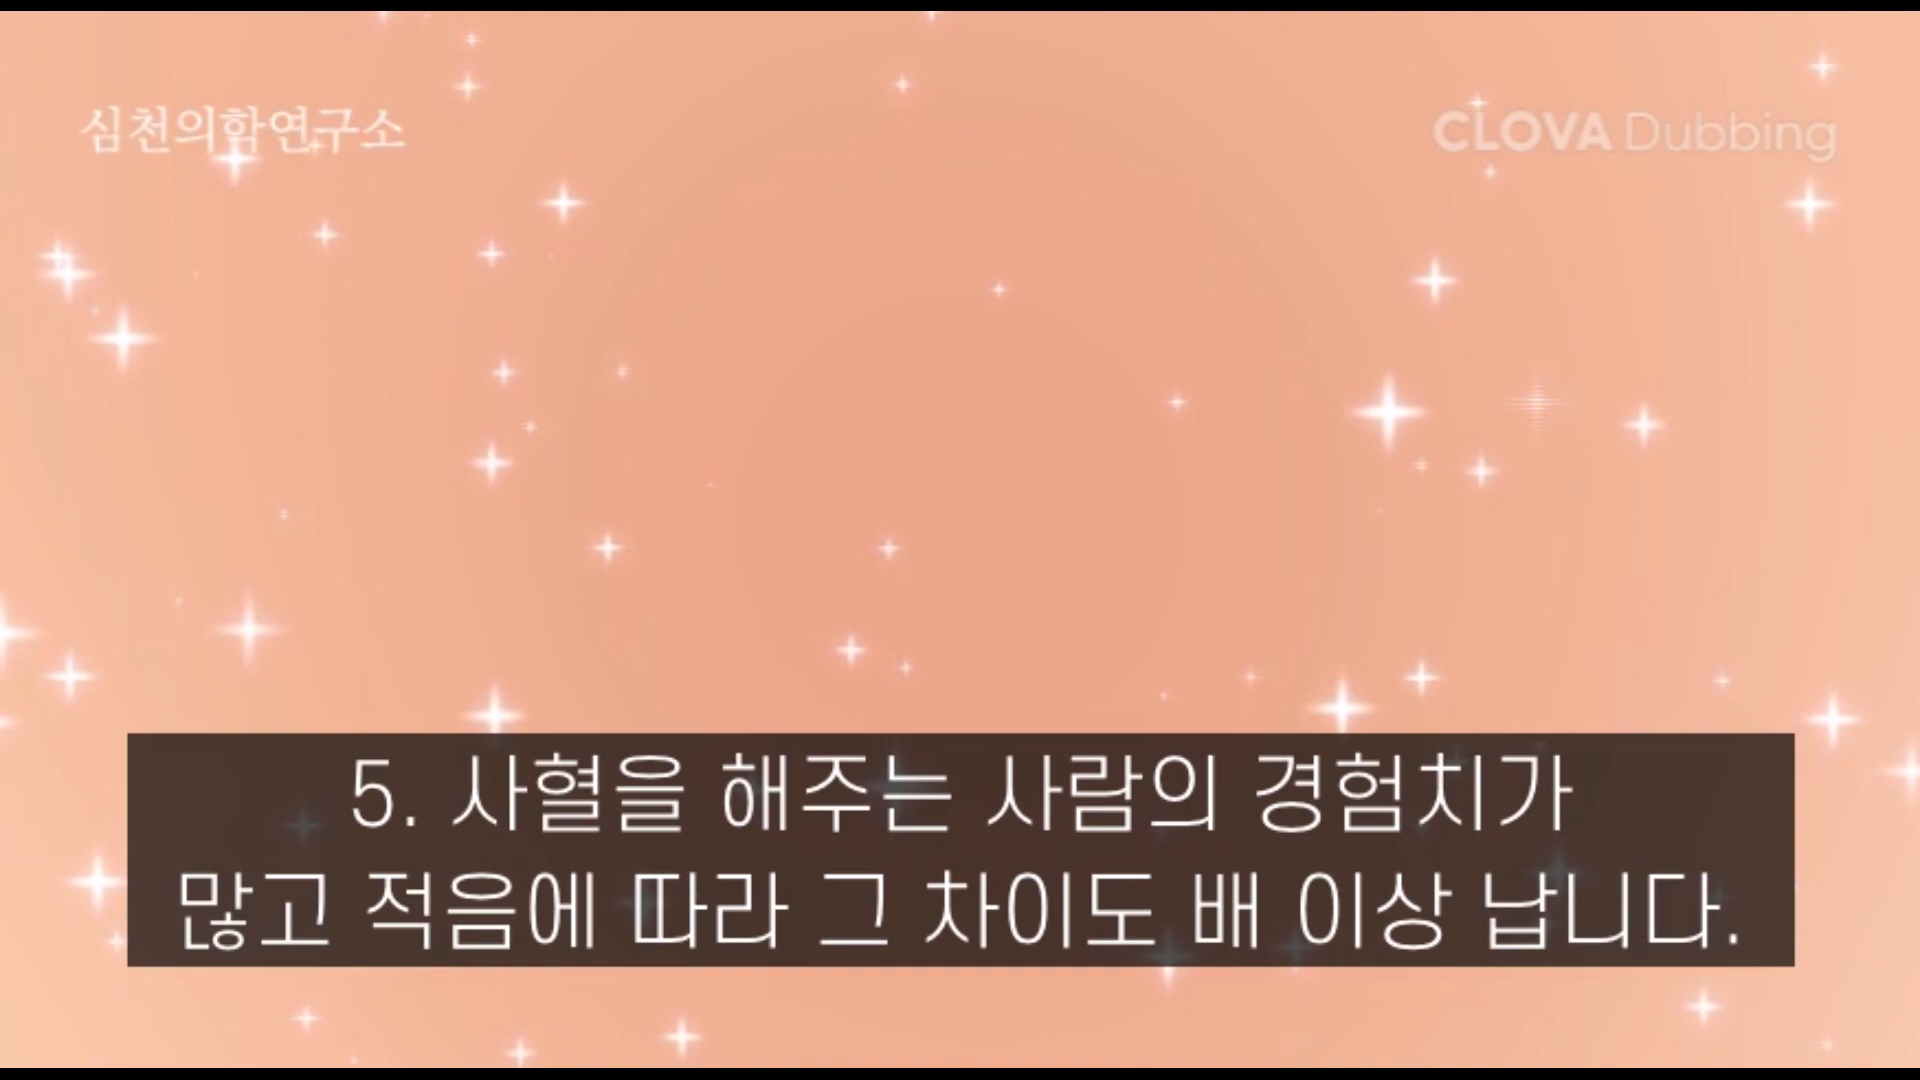 심천의학연구소
CLOVA Dubbing
5. 사혈을 해주는 사람의 경험치가
많고 적음에 따라 그 차이도 배 이상 납니다.